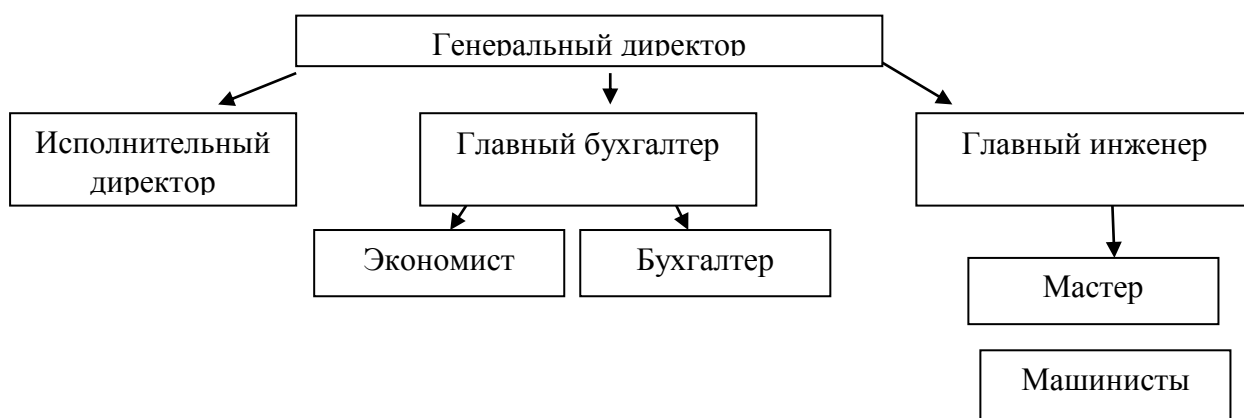 Генеральный директор
Исполнительный
директор
Главный бухгалтер
Главный инженер
Экономист
Бухгалтер
Мастер
Машинисты